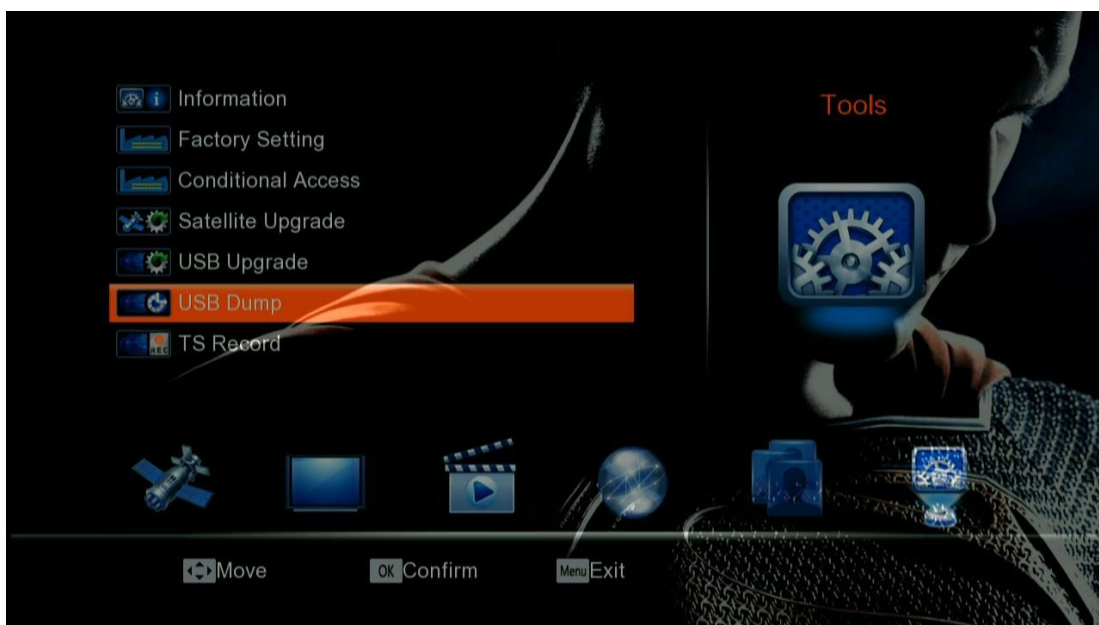 Information
Tools
Factory Setting
Conditional Access
Satellite Upgrade
USB Upgrade
USB Dump
TS Record
REC
Move
OK Confirm
Menu Exit